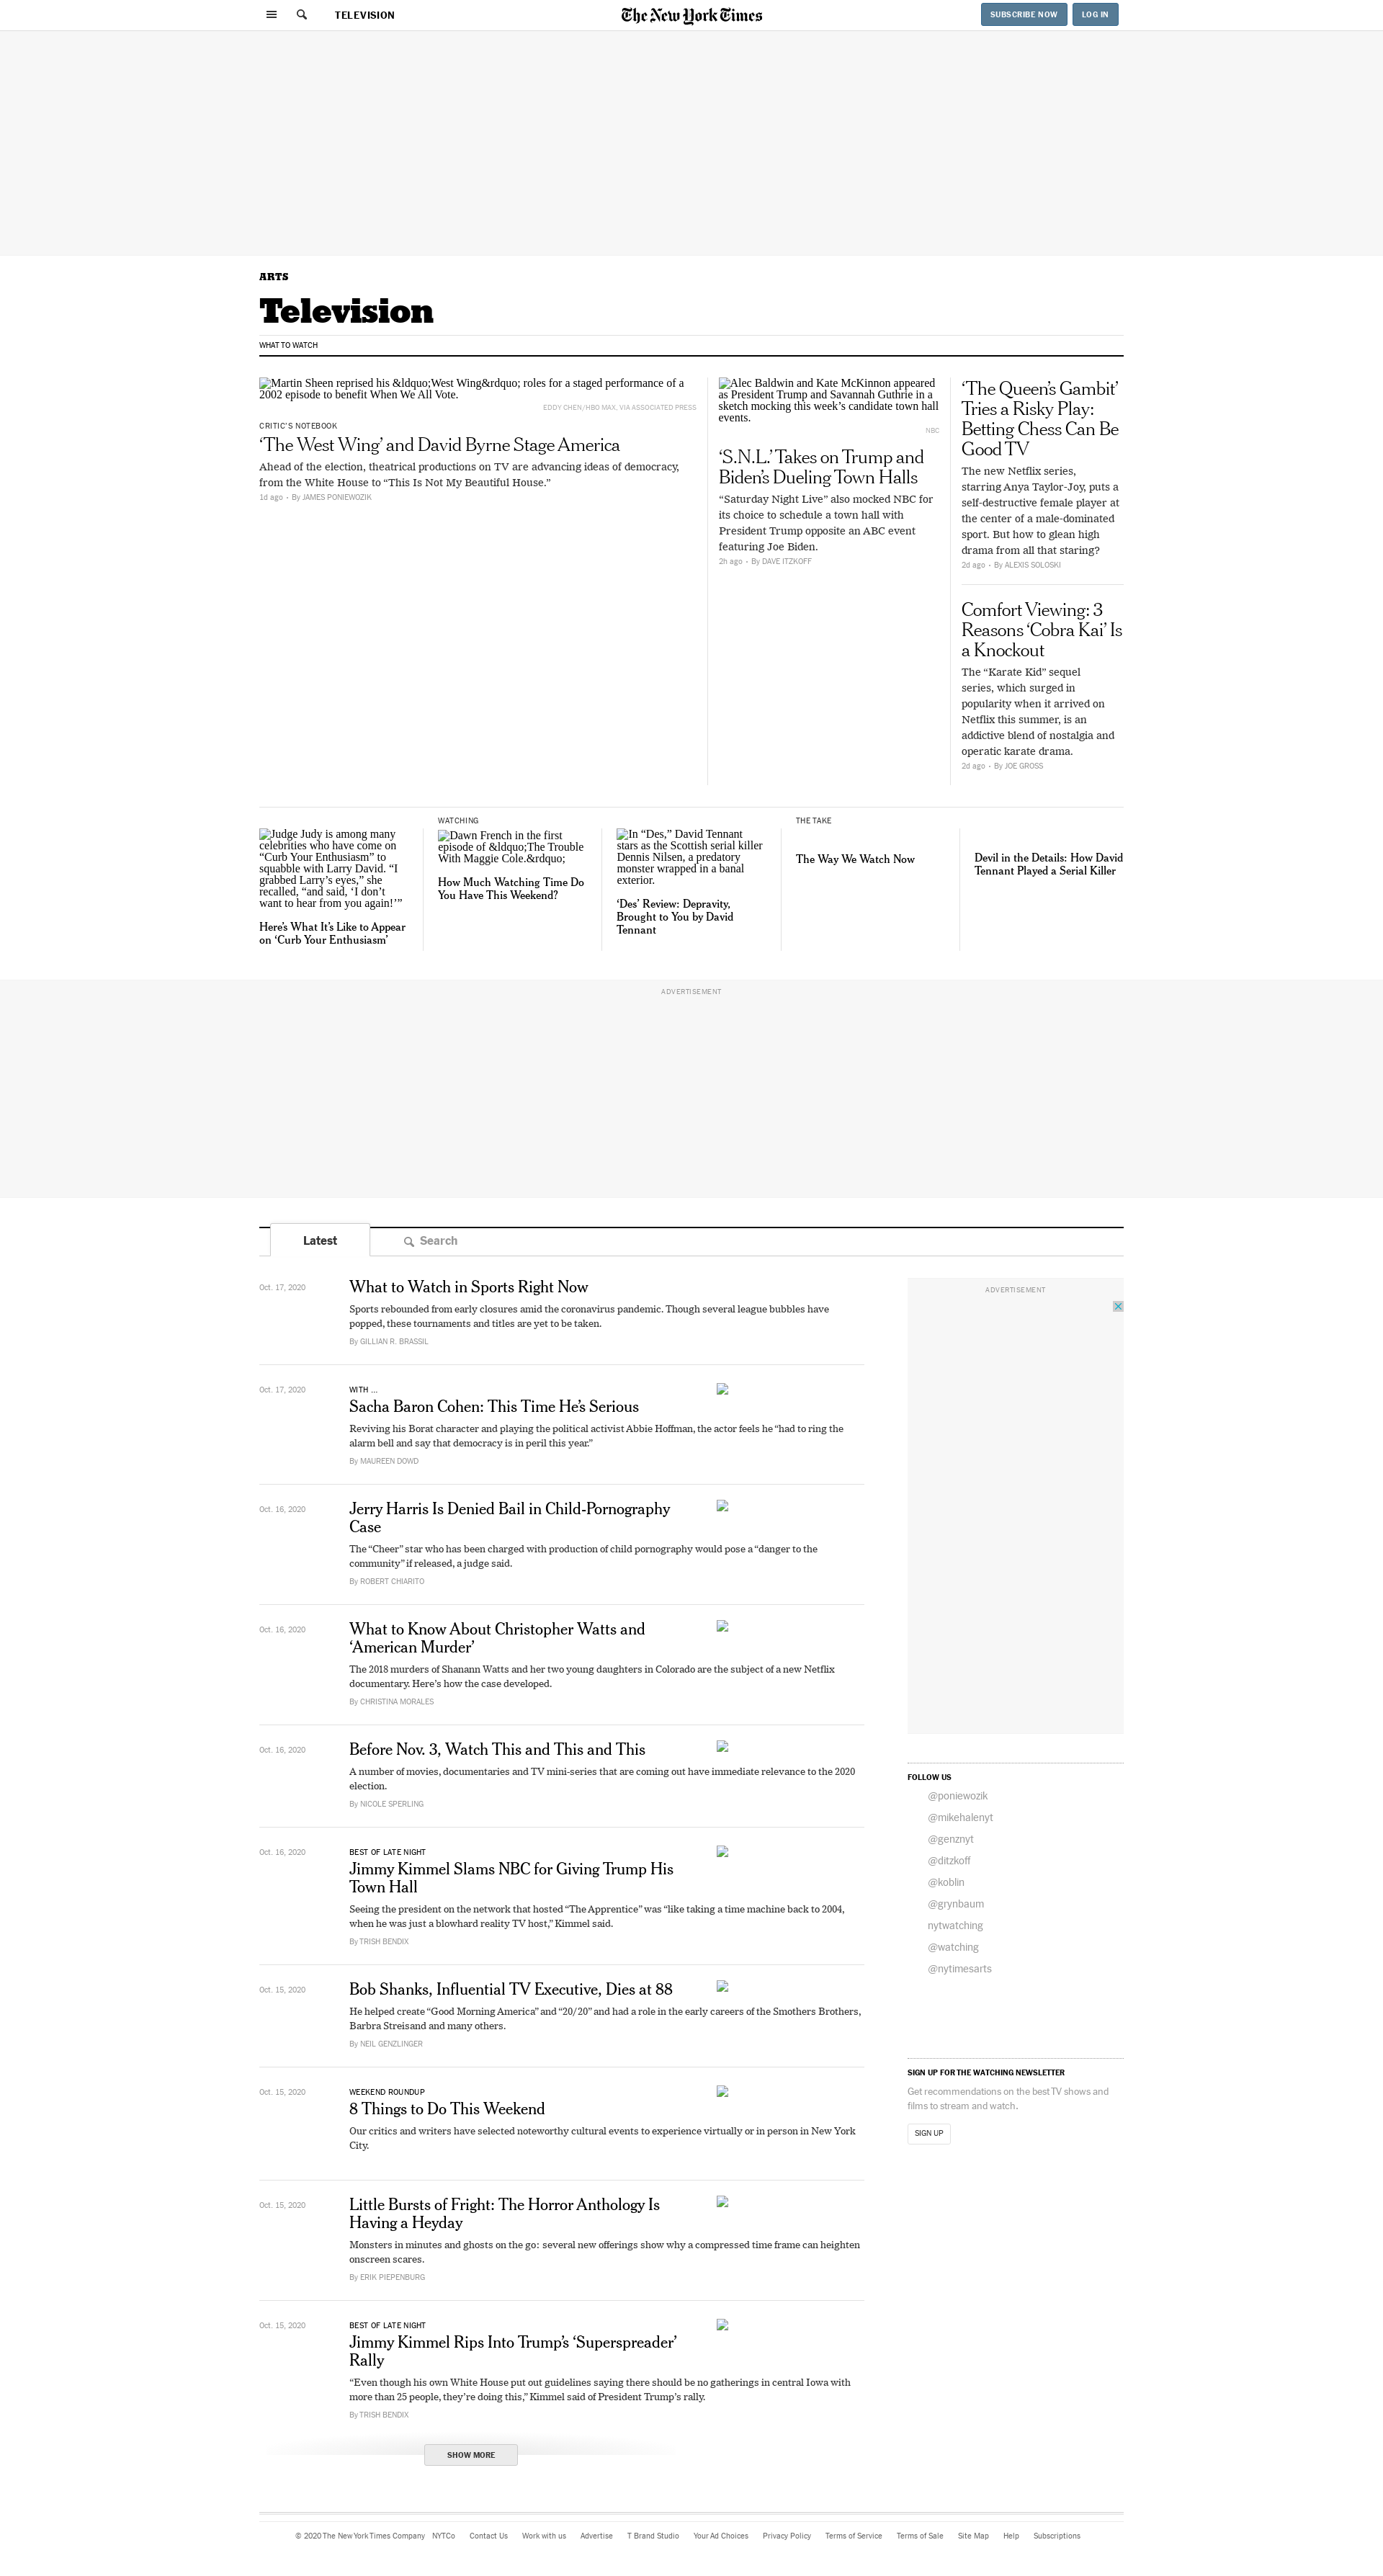 TELEVISION
The New York Times
SUBSCRIBE NOW
LOG IN
ARTS
Television
WHAT TO WATCH
Martin Sheen reprised his &ldquo;West Wing&rdquo; roles for a staged performance of a
2002 episode to benefit When We All Vote.
EDDY CHEN/HBO MAX, VIA ASSOCIATED PRESS
CRITIC’S NOTEBOOK
‘The West Wing’ and David Byrne Stage America
Ahead of the election, theatrical productions on TV are advancing ideas of democracy,
from the White House to “This Is Not My Beautiful House.”
1d ago • By JAMES PONIEWOZIK
Alec Baldwin and Kate McKinnon appeared
as President Trump and Savannah Guthrie in a
sketch mocking this week’s candidate town hall
events.
NBC
‘S.N.L.’ Takes on Trump and
Biden’s Dueling Town Halls
“Saturday Night Live” also mocked NBC for
its choice to schedule a town hall with
President Trump opposite an ABC event
featuring Joe Biden.
2h ago • By DAVE ITZKOFF
‘The Queen’s Gambit’
Tries a Risky Play:
Betting Chess Can Be
Good TV
The new Netflix series,
starring Anya Taylor-Joy, puts a
self-destructive female player at
the center of a male-dominated
sport. But how to glean high
drama from all that staring?
2d ago • By ALEXIS SOLOSKI
Comfort Viewing: 3
Reasons ‘Cobra Kai’ Is
a Knockout
The “Karate Kid” sequel
series, which surged in
popularity when it arrived on
Netflix this summer, is an
addictive blend of nostalgia and
operatic karate drama.
2d ago • By JOE GROSS
Judge Judy is among many
celebrities who have come on
“Curb Your Enthusiasm” to
squabble with Larry David. “I
grabbed Larry’s eyes,” she
recalled, “and said, ‘I don’t
want to hear from you again!’”
Here’s What It’s Like to Appear
on ‘Curb Your Enthusiasm’
WATCHING
Dawn French in the first
episode of &ldquo;The Trouble
With Maggie Cole.&rdquo;
How Much Watching Time Do
You Have This Weekend?
In “Des,” David Tennant
stars as the Scottish serial killer
Dennis Nilsen, a predatory
monster wrapped in a banal
exterior.
‘Des’ Review: Depravity,
Brought to You by David
Tennant
THE TAKE
The Way We Watch Now
Devil in the Details: How David
Tennant Played a Serial Killer
ADVERTISEMENT
Latest
Search
Oct. 17, 2020
What to Watch in Sports Right Now
Sports rebounded from early closures amid the coronavirus pandemic. Though several league bubbles have
popped, these tournaments and titles are yet to be taken.
By GILLIAN R. BRASSIL
Oct. 17, 2020
WITH ...
Sacha Baron Cohen: This Time He’s Serious
Reviving his Borat character and playing the political activist Abbie Hoffman, the actor feels he “had to ring the
alarm bell and say that democracy is in peril this year.”
By MAUREEN DOWD
Oct. 16, 2020
Jerry Harris Is Denied Bail in Child-Pornography
Case
The “Cheer” star who has been charged with production of child pornography would pose a “danger to the
community” if released, a judge said.
By ROBERT CHIARITO
Oct. 16, 2020
What to Know About Christopher Watts and
‘American Murder’
The 2018 murders of Shanann Watts and her two young daughters in Colorado are the subject of a new Netflix
documentary. Here’s how the case developed.
By CHRISTINA MORALES
Oct. 16, 2020
Before Nov. 3, Watch This and This and This
A number of movies, documentaries and TV mini-series that are coming out have immediate relevance to the 2020
election.
By NICOLE SPERLING
Oct. 16, 2020
BEST OF LATE NIGHT
Jimmy Kimmel Slams NBC for Giving Trump His
Town Hall
Seeing the president on the network that hosted “The Apprentice” was “like taking a time machine back to 2004,
when he was just a blowhard reality TV host,” Kimmel said.
By TRISH BENDIX
Oct. 15, 2020
Bob Shanks, Influential TV Executive, Dies at 88
He helped create “Good Morning America” and “20/20” and had a role in the early careers of the Smothers Brothers,
Barbra Streisand and many others.
By NEIL GENZLINGER
Oct. 15, 2020
WEEKEND ROUNDUP
8 Things to Do This Weekend
Our critics and writers have selected noteworthy cultural events to experience virtually or in person in New York
City.
Oct. 15, 2020
Little Bursts of Fright: The Horror Anthology Is
Having a Heyday
Monsters in minutes and ghosts on the go: several new offerings show why a compressed time frame can heighten
onscreen scares.
By ERIK PIEPENBURG
Oct. 15, 2020
BEST OF LATE NIGHT
Jimmy Kimmel Rips Into Trump’s ‘Superspreader’
Rally
“Even though his own White House put out guidelines saying there should be no gatherings in central Iowa with
more than 25 people, they’re doing this,” Kimmel said of President Trump’s rally.
By TRISH BENDIX
SHOW MORE
ADVERTISEMENT
FOLLOW US
@poniewozik
@mikehalenyt
@genznyt
@ditzkoff
@koblin
@grynbaum
nytwatching
@watching
@nytimesarts
SIGN UP FOR THE WATCHING NEWSLETTER
Get recommendations on the best TV shows and
films to stream and watch.
SIGN UP
© 2020 The New York Times Company NYTCo Contact Us Work with us Advertise T Brand Studio Your Ad Choices Privacy Policy Terms of Service Terms of Sale Site Map Help Subscriptions